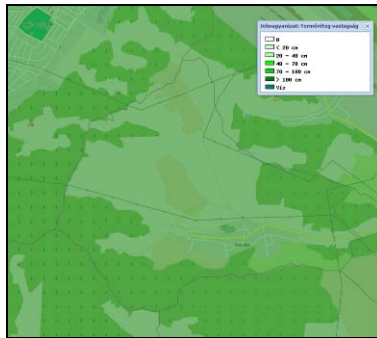 Jelmagyarázat: Termőréteg vastagság
0
< 20 cm
20 - 40 cm
40 - 70 cm
70 - 100 cm
> 100 cm
Víz